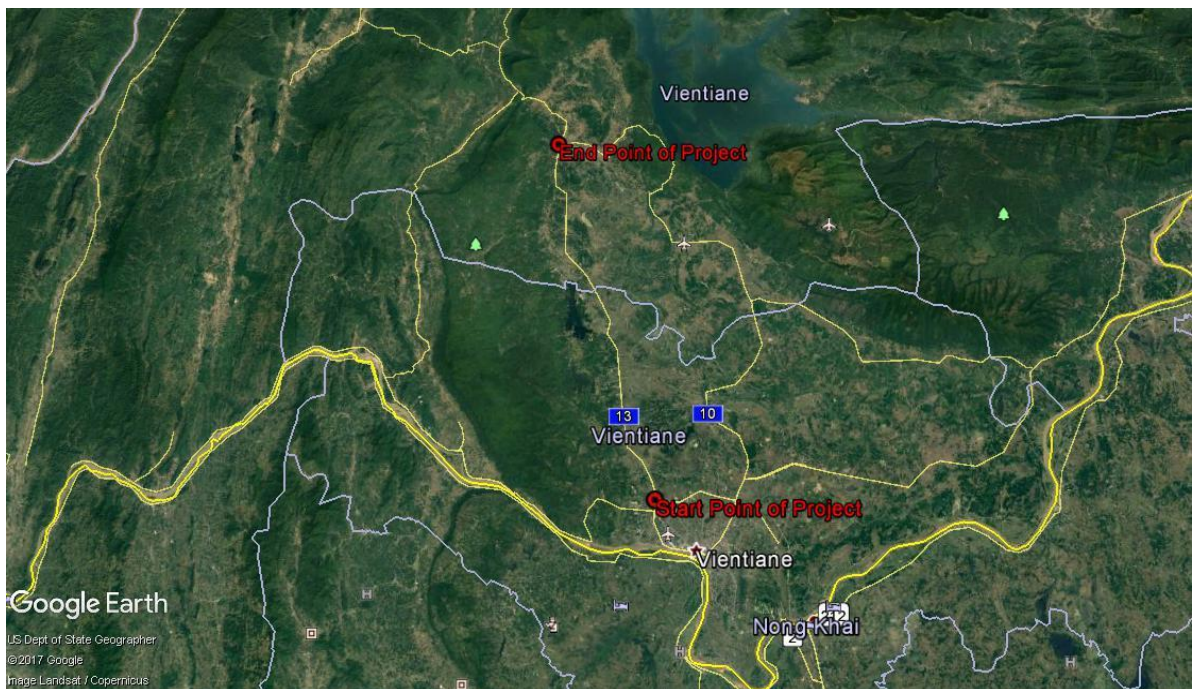 Vientiane
End Point of Project
13
10
Vientiane
Start Point of Project
Vientiane
Nong Khai
2
Google Earth
US Dept of State Geographer
©2017 Google
Image Landsat / Copernicus